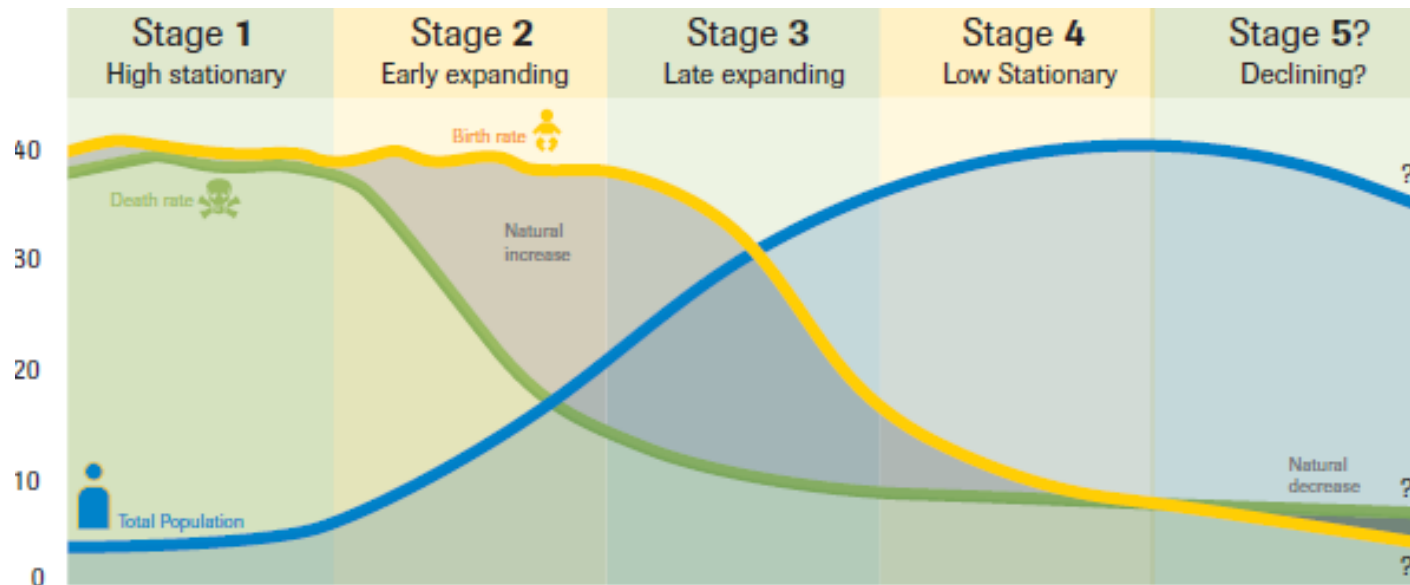 Stage 1
High stationary
Stage 2
Early expanding
Stage 3
Late expanding
Stage 4
Low Stationary
Stage 5?
Declining?
40
Birth rate
?
Death rate
Natural
increase
30
20
10
Natural
decrease
?
Total Population
0
?